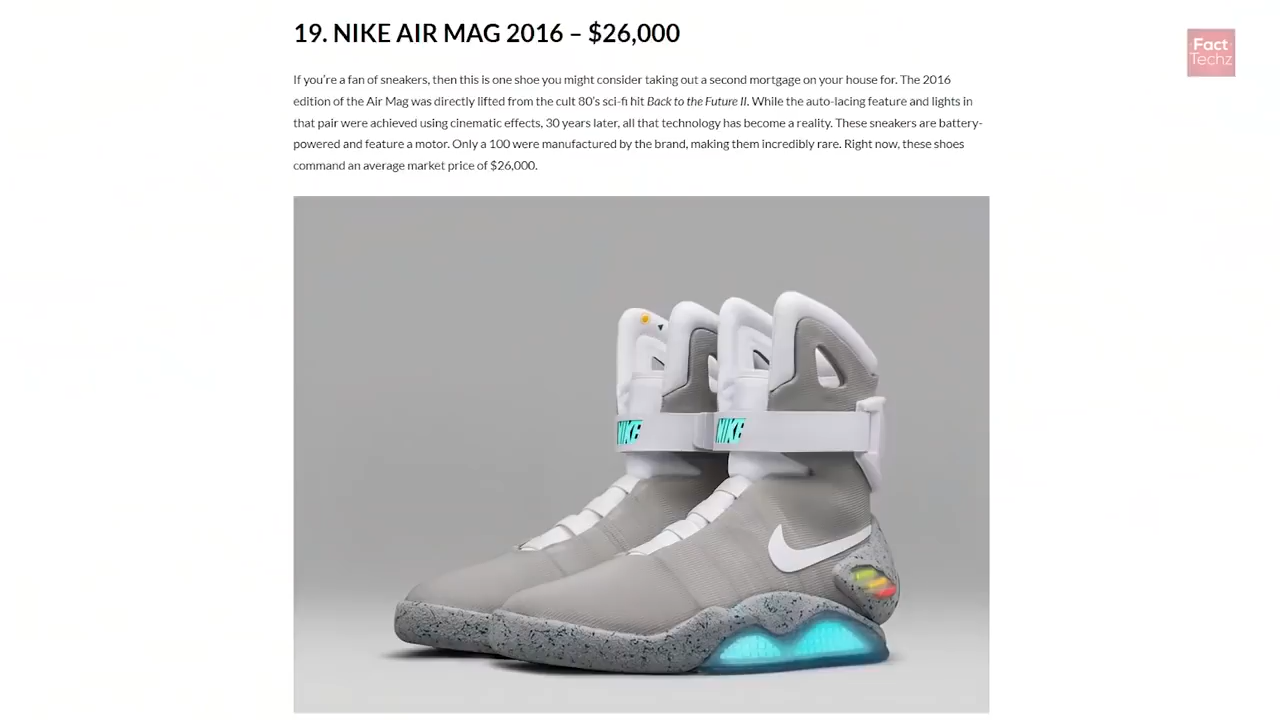 19. NIKE AIR MAG 2016 – $26,000
Fact
Techz
If you're a fan of sneakers, then this is one shoe you might consider taking out a second mortgage on your house for. The 2016
edition of the Air Mag was directly lifted from the cult 80's sci-fi hit Back to the Future II. While the auto-lacing feature and lights in
that pair were achieved using cinematic effects, 30 years later, all that technology has become a reality. These sneakers are battery-
powered and feature a motor. Only a 100 were manufactured by the brand, making them incredibly rare. Right now, these shoes
command an average market price of $26,000.
NIKE
NIKE